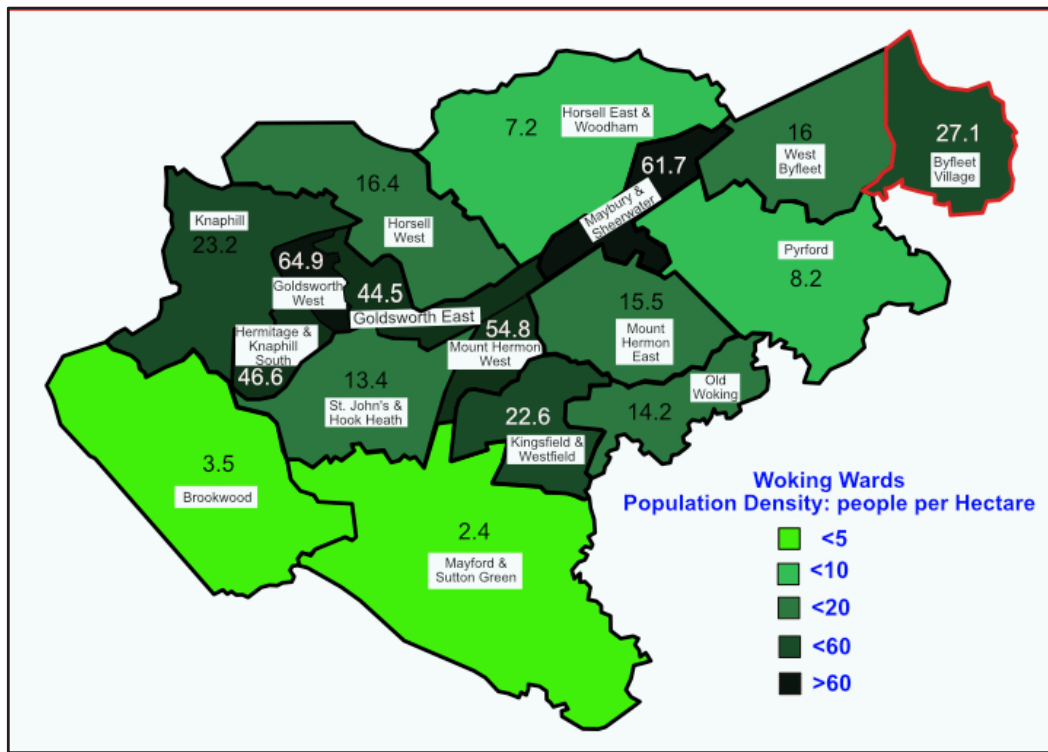 7.2
Horsell East &
Woodham
61.7
Maybury &
Sheerwater
16
West
Byfleet
27.1
Byfleet
Village
16.4
Horsell
West
Knaphill
23.2
64.9
Goldsworth
West
44.5
Goldsworth East
Pyrford
8.2
15.5
Mount
Hermon
East
54.8
Mount Hermon
West
Hermitage &
Knaphill
South
46.6
13.4
St. John's &
Hook Heath
Old
Woking
14.2
22.6
Kingsfield &
Westfield
3.5
Brookwood
2.4
Mayford &
Sutton Green
Woking Wards
Population Density: people per Hectare
<5
<10
<20
<60
>60